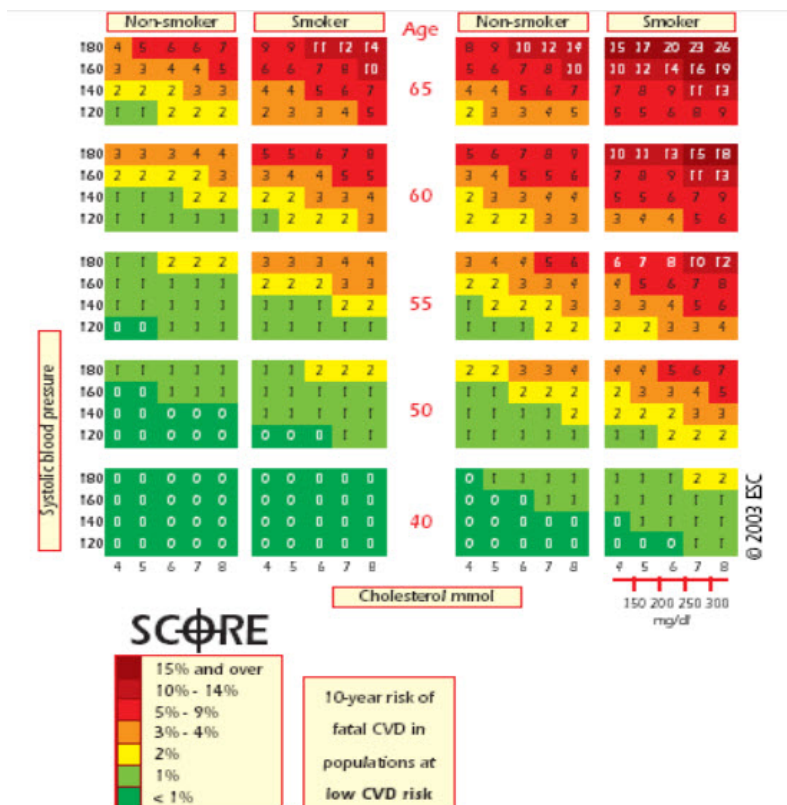 Non-smoker Smoker Age Non-smoker Smoker
180 4 5 6 6 7 9 9 11 12 14 8 9 10 12 14 15 17 20 23 26
160 3 3 4 4 5 6 6 7 8 10 5 6 7 8 10 10 12 14 16 19
65
140 2 2 2 3 3 4 4 5 6 7 4 4 5 6 7 7 8 9 11 13
120 1 1 2 2 2 2 3 3 4 5 2 3 3 4 5 5 5 6 8 9
180 3 3 3 4 4 5 5 6 7 8 5 6 7 8 9 10 11 13 15 18
160 2 2 2 2 3 3 4 4 5 5 3 4 5 5 6 7 8 9 11 13
60
140 1 1 1 2 2 2 2 3 3 4 2 3 3 4 4 5 5 6 7 9
120 1 1 1 1 1 1 2 2 2 3 2 2 2 3 3 3 4 4 5 6
180 1 1 2 2 2 3 3 3 4 4 3 4 4 5 6 6 7 8 10 12
160 1 1 1 1 1 2 2 2 3 3 2 2 3 3 4 4 5 6 7 8
55
140 1 1 1 1 1 1 1 1 2 2 1 2 2 2 3 3 3 4 5 6
120 0 0 1 1 1 1 1 1 1 1 1 1 1 2 2 2 2 3 3 4
180 1 1 1 1 1 1 1 2 2 2 2 2 3 3 4 4 4 5 6 7
160 0 0 1 1 1 1 1 1 1 1 1 1 2 2 2 2 3 3 4 5
50
140 0 0 0 0 0 1 1 1 1 1 1 1 1 1 2 2 2 2 3 3
120 0 0 0 0 0 0 0 0 1 1 1 1 1 1 1 1 1 2 2 2
180 0 0 0 0 0 0 0 0 0 0 0 1 1 1 1 1 1 1 2 2
160 0 0 0 0 0 0 0 0 0 0 0 0 0 1 1 1 1 1 1 1
40
140 0 0 0 0 0 0 0 0 0 0 0 0 0 0 0 0 1 1 1 1
120 0 0 0 0 0 0 0 0 0 0 0 0 0 0 0 0 0 0 1 1
4 5 6 7 8 4 5 6 7 8 4 5 6 7 8 4 5 6 7 8
Systolic blood pressure
© 2003 ESC
Cholesterol mmol
150 200 250 300
mg/dl
SCORE
15% and over
10% - 14%
5% - 9%
3% - 4%
2%
1%
< 1%
10-year risk of
fatal CVD in
populations at
low CVD risk